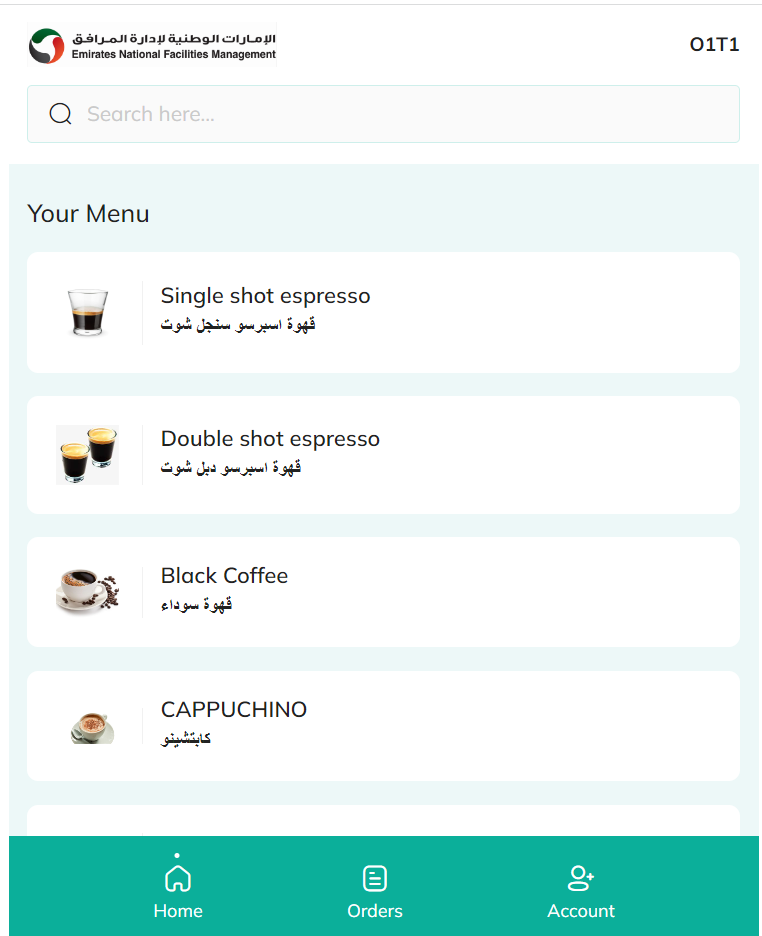 الإمارات الوطنية لإدارة المرافق
Emirates National Facilities Management
O1T1
Search here...
Your Menu
Single shot espresso
قهوة اسبرسو سنجل شوت
Double shot espresso
قهوة اسبرسو دبل شوت
Black Coffee
قهوة سوداء
CAPPUCHINO
كابتشينو
Home
Orders
Account